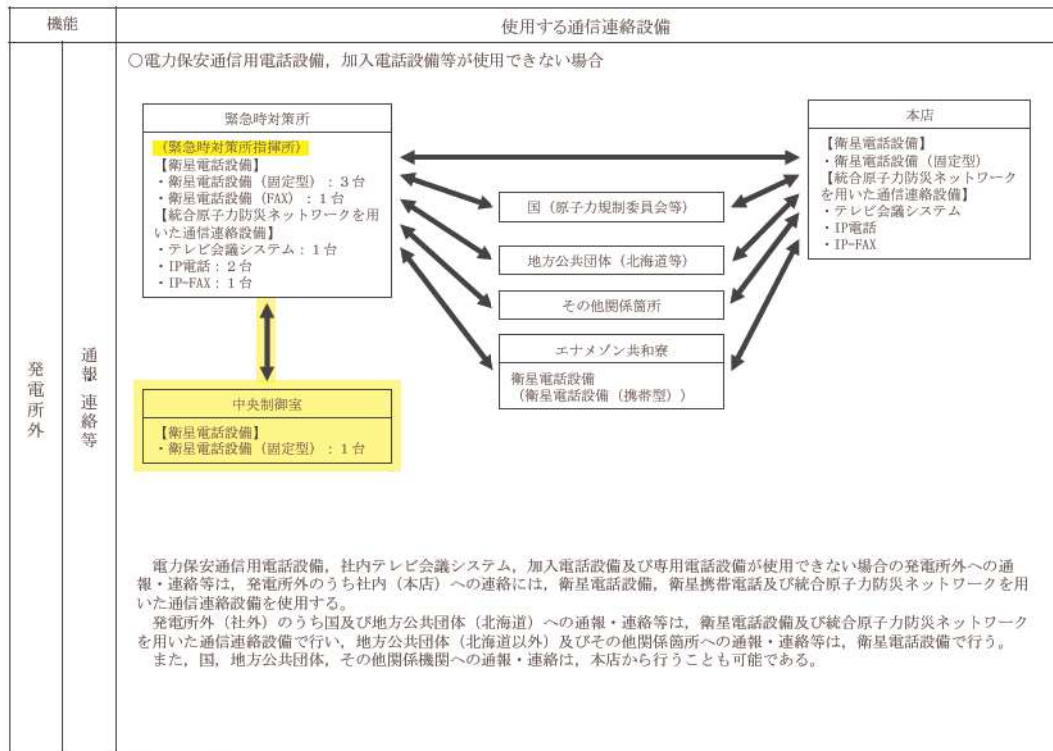 機能
使用する通信連絡設備
発電所外
通報・連絡等
○電力保安通信用電話設備，加入電話設備等が使用できない場合
緊急時対策所
（緊急時対策所指揮所）
【衛星電話設備】
・衛星電話設備（固定型）：３台
・衛星電話設備（FAX）：１台
【統合原子力防災ネットワークを用
いた通信連絡設備】
・テレビ会議システム：１台
・IP電話：２台
・IP-FAX：１台
中央制御室
【衛星電話設備】
・衛星電話設備（固定型）：１台
国（原子力規制委員会等）
地方公共団体（北海道等）
その他関係箇所
エナメゾン共和寮
衛星電話設備
（衛星電話設備（携帯型））
本店
【衛星電話設備】
・衛星電話設備（固定型）
【統合原子力防災ネットワーク
を用いた通信連絡設備】
・テレビ会議システム
・IP電話
・IP-FAX
電力保安通信用電話設備，社内テレビ会議システム，加入電話設備及び専用電話設備が使用できない場合の発電所外への通
報・連絡等は，発電所外のうち社内（本店）への連絡には，衛星電話設備，衛星携帯電話及び統合原子力防災ネットワークを用
いた通信連絡設備を使用する。
発電所外（社外）のうち国及び地方公共団体（北海道）への通報・連絡等は，衛星電話設備及び統合原子力防災ネットワーク
を用いた通信連絡設備で行い，地方公共団体（北海道以外）及びその他関係箇所への通報・連絡等は，衛星電話設備で行う。
また，国，地方公共団体，その他関係機関への通報・連絡は，本店から行うことも可能である。